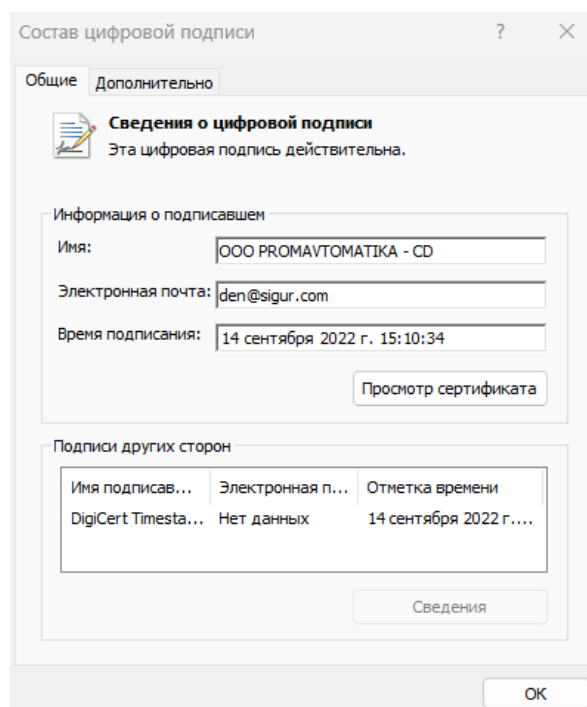 Состав цифровой подписи ?
Общие Дополнительно
Сведения о цифровой подписи
Эта цифровая подпись действительна.
Информация о подписавшем
Имя: OOO PROMAVTOMATIKA - CD
Электронная почта: den@sigur.com
Время подписания: 14 сентября 2022 г. 15:10:34
Просмотр сертификата
Подписи других сторон
Имя подписав... Электронная п... Отметка времени
DigiCert Timesta... Нет данных 14 сентября 2022 г....
Сведения
ОК